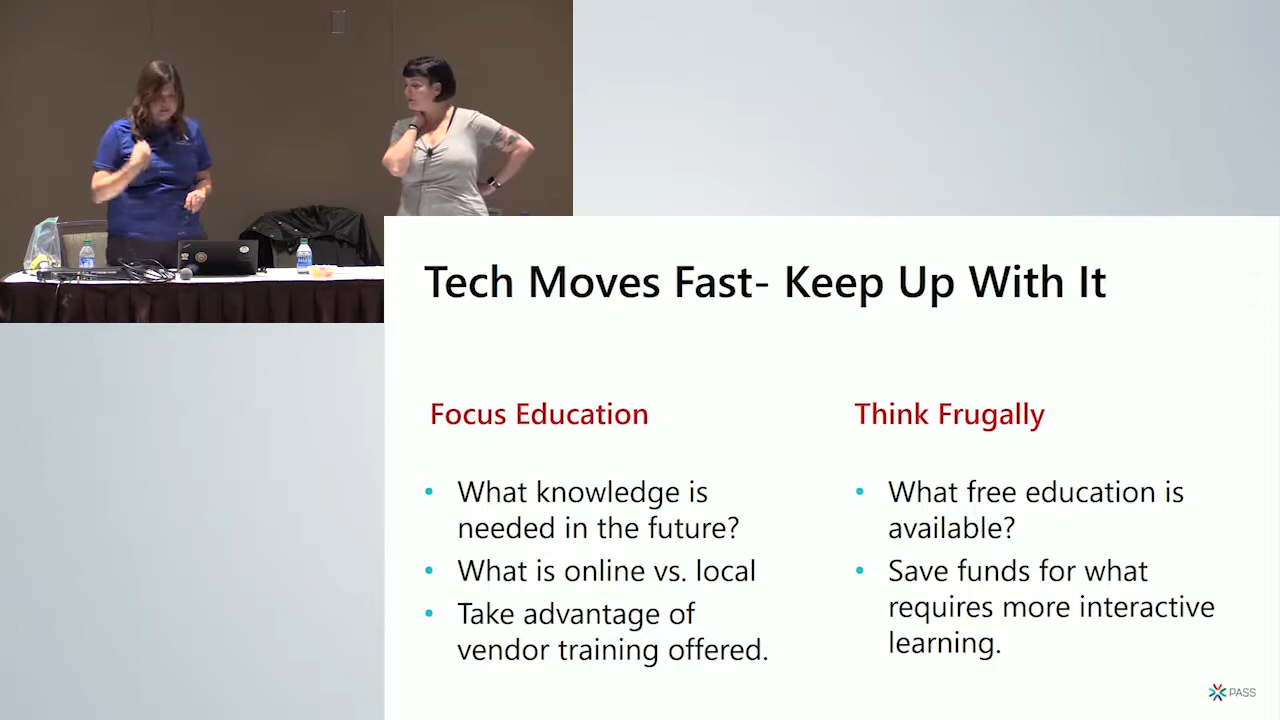 Tech Moves Fast- Keep Up With It
Focus Education
• What knowledge is
needed in the future?
• What is online vs. local
• Take advantage of
vendor training offered.
Think Frugally
• What free education is
available?
• Save funds for what
requires more interactive
learning.
PASS